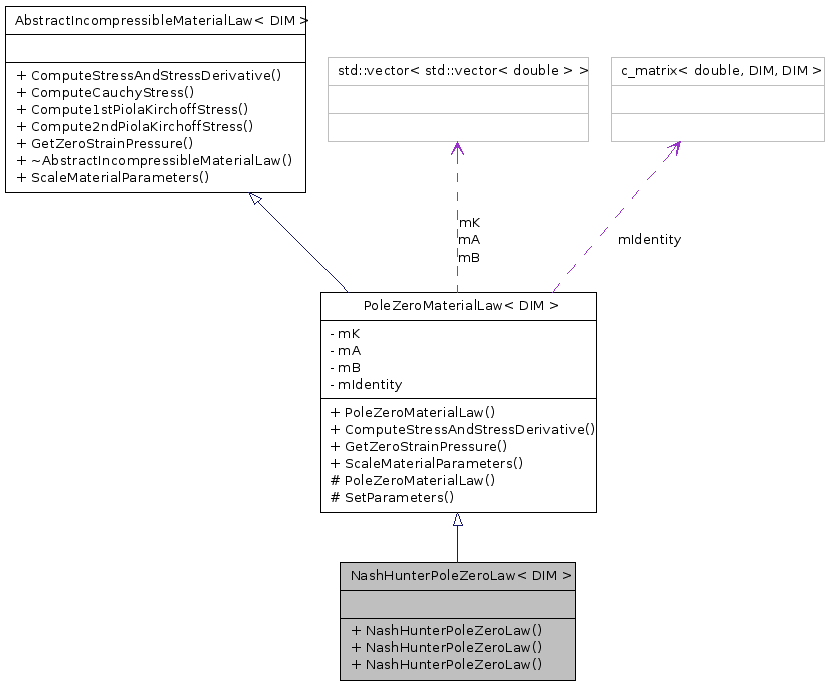 AbstractIncompressibleMaterialLaw< DIM >
+ ComputeStressAndStressDerivative()
+ ComputeCauchyStress()
+ Compute1stPiolaKirchoffStress()
+ Compute2ndPiolaKirchoffStress()
+ GetZeroStrainPressure()
+ ~AbstractIncompressibleMaterialLaw()
+ ScaleMaterialParameters()
std::vector< std::vector< double > >
c_matrix< double, DIM, DIM >
mK
mA
mB
mIdentity
PoleZeroMaterialLaw< DIM >
- mK
- mA
- mB
- mIdentity
+ PoleZeroMaterialLaw()
+ ComputeStressAndStressDerivative()
+ GetZeroStrainPressure()
+ ScaleMaterialParameters()
# PoleZeroMaterialLaw()
# SetParameters()
NashHunterPoleZeroLaw< DIM >
+ NashHunterPoleZeroLaw()
+ NashHunterPoleZeroLaw()
+ NashHunterPoleZeroLaw()